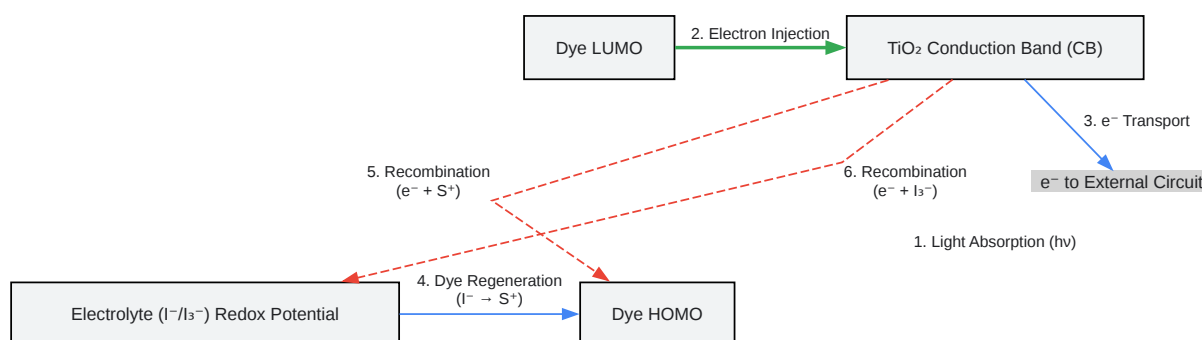 2. Electron Injection
Dye LUMO
TiO₂ Conduction Band (CB)
3. e⁻ Transport
5. Recombination
(e⁻ + S⁺)
6. Recombination
(e⁻ + I₃⁻)
e⁻ to External Circuit
1. Light Absorption (hν)
4. Dye Regeneration
(I⁻ → S⁺)
Electrolyte (I⁻/I₃⁻) Redox Potential
Dye HOMO